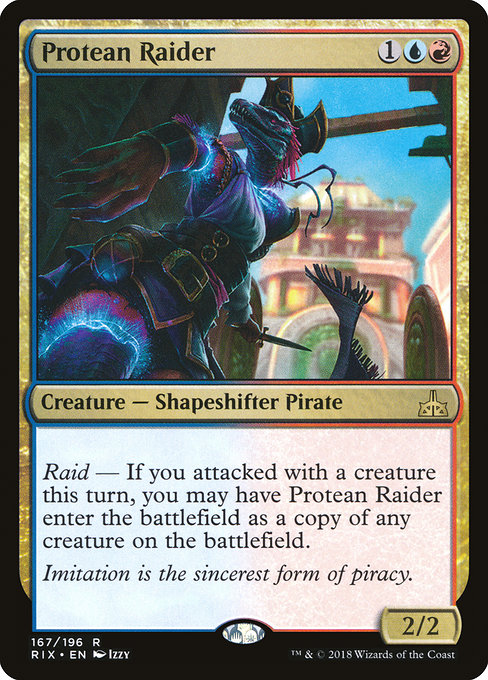 Protean Raider 1
Creature — Shapeshifter Pirate
Raid — If you attacked with a creature
this turn, you may have Protean Raider
enter the battlefield as a copy of any
creature on the battlefield.
Imitation is the sincerest form of piracy.
2/2
167/196 R
RIX • EN Izzy
™ & © 2018 Wizards of the Coast